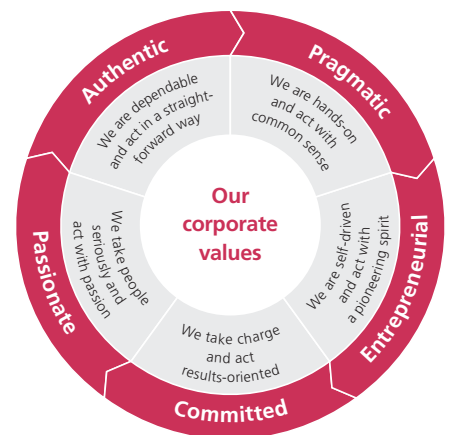 Our
corporate
values
Authentic
We are dependable
and act in a straight-
forward way
Pragmatic
We are hands-on
and act with
common sense
Entrepreneurial
We are self-driven
and act with
a pioneering spirit
Committed
We take charge
and act
results-oriented
Passionate
We take people
seriously and
act with passion